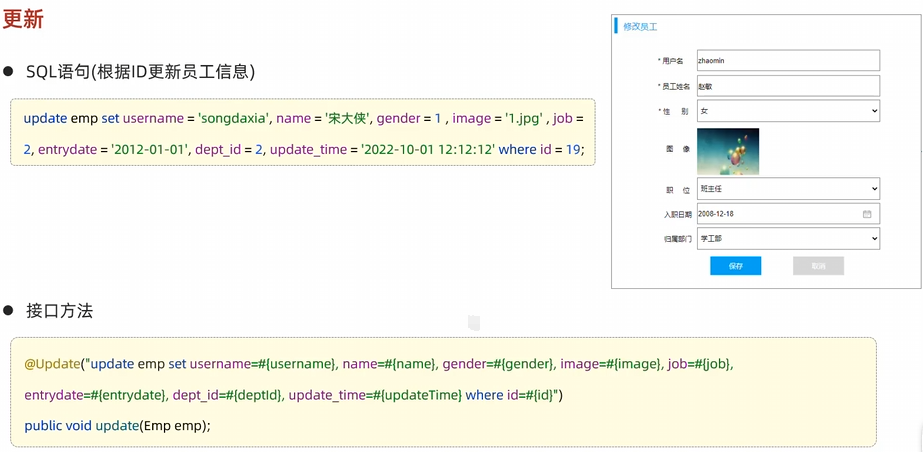 更新
SQL语句(根据ID更新员工信息)
update emp set username = 'songdaxia', name = '宋大侠', gender = 1 , image = '1.jpg' , job =
2, entrydate = '2012-01-01', dept_id = 2, update_time = '2022-10-01 12:12:12' where id = 19;
修改员工
* 用户名 zhaomin
* 员工姓名 赵敏
* 性 别 女
图 像
职 位 班主任
入职日期 2008-12-18
归属部门 学工部
保存 取消
接口方法
@Update("update emp set username=#{username}, name=#{name}, gender=#{gender}, image=#{image}, job=#{job},
entrydate=#{entrydate}, dept_id=#{deptId}, update_time=#{updateTime} where id=#{id}")
public void update(Emp emp);